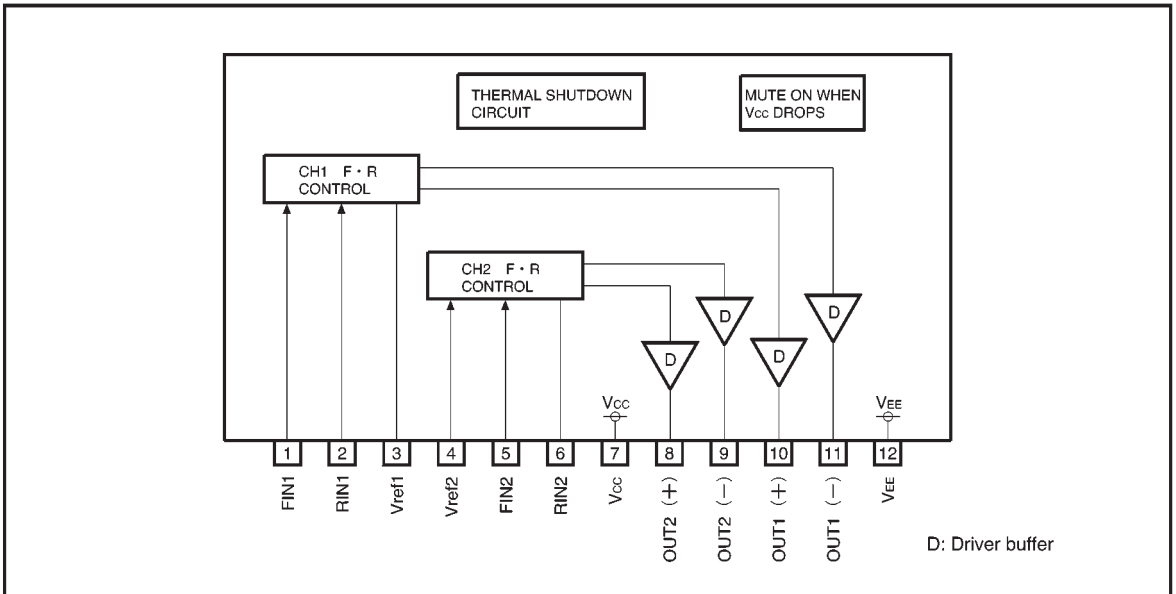 THERMAL SHUTDOWN
CIRCUIT
MUTE ON WHEN
Vcc DROPS
CH1 F・R
CONTROL
CH2 F・R
CONTROL
D
D
D
D
Vcc
VEE
1
2
3
4
5
6
7
8
9
10
11
12
FIN1
RIN1
Vref1
Vref2
FIN2
RIN2
Vcc
OUT2 (+)
OUT2 (−)
OUT1 (+)
OUT1 (−)
VEE
D: Driver buffer